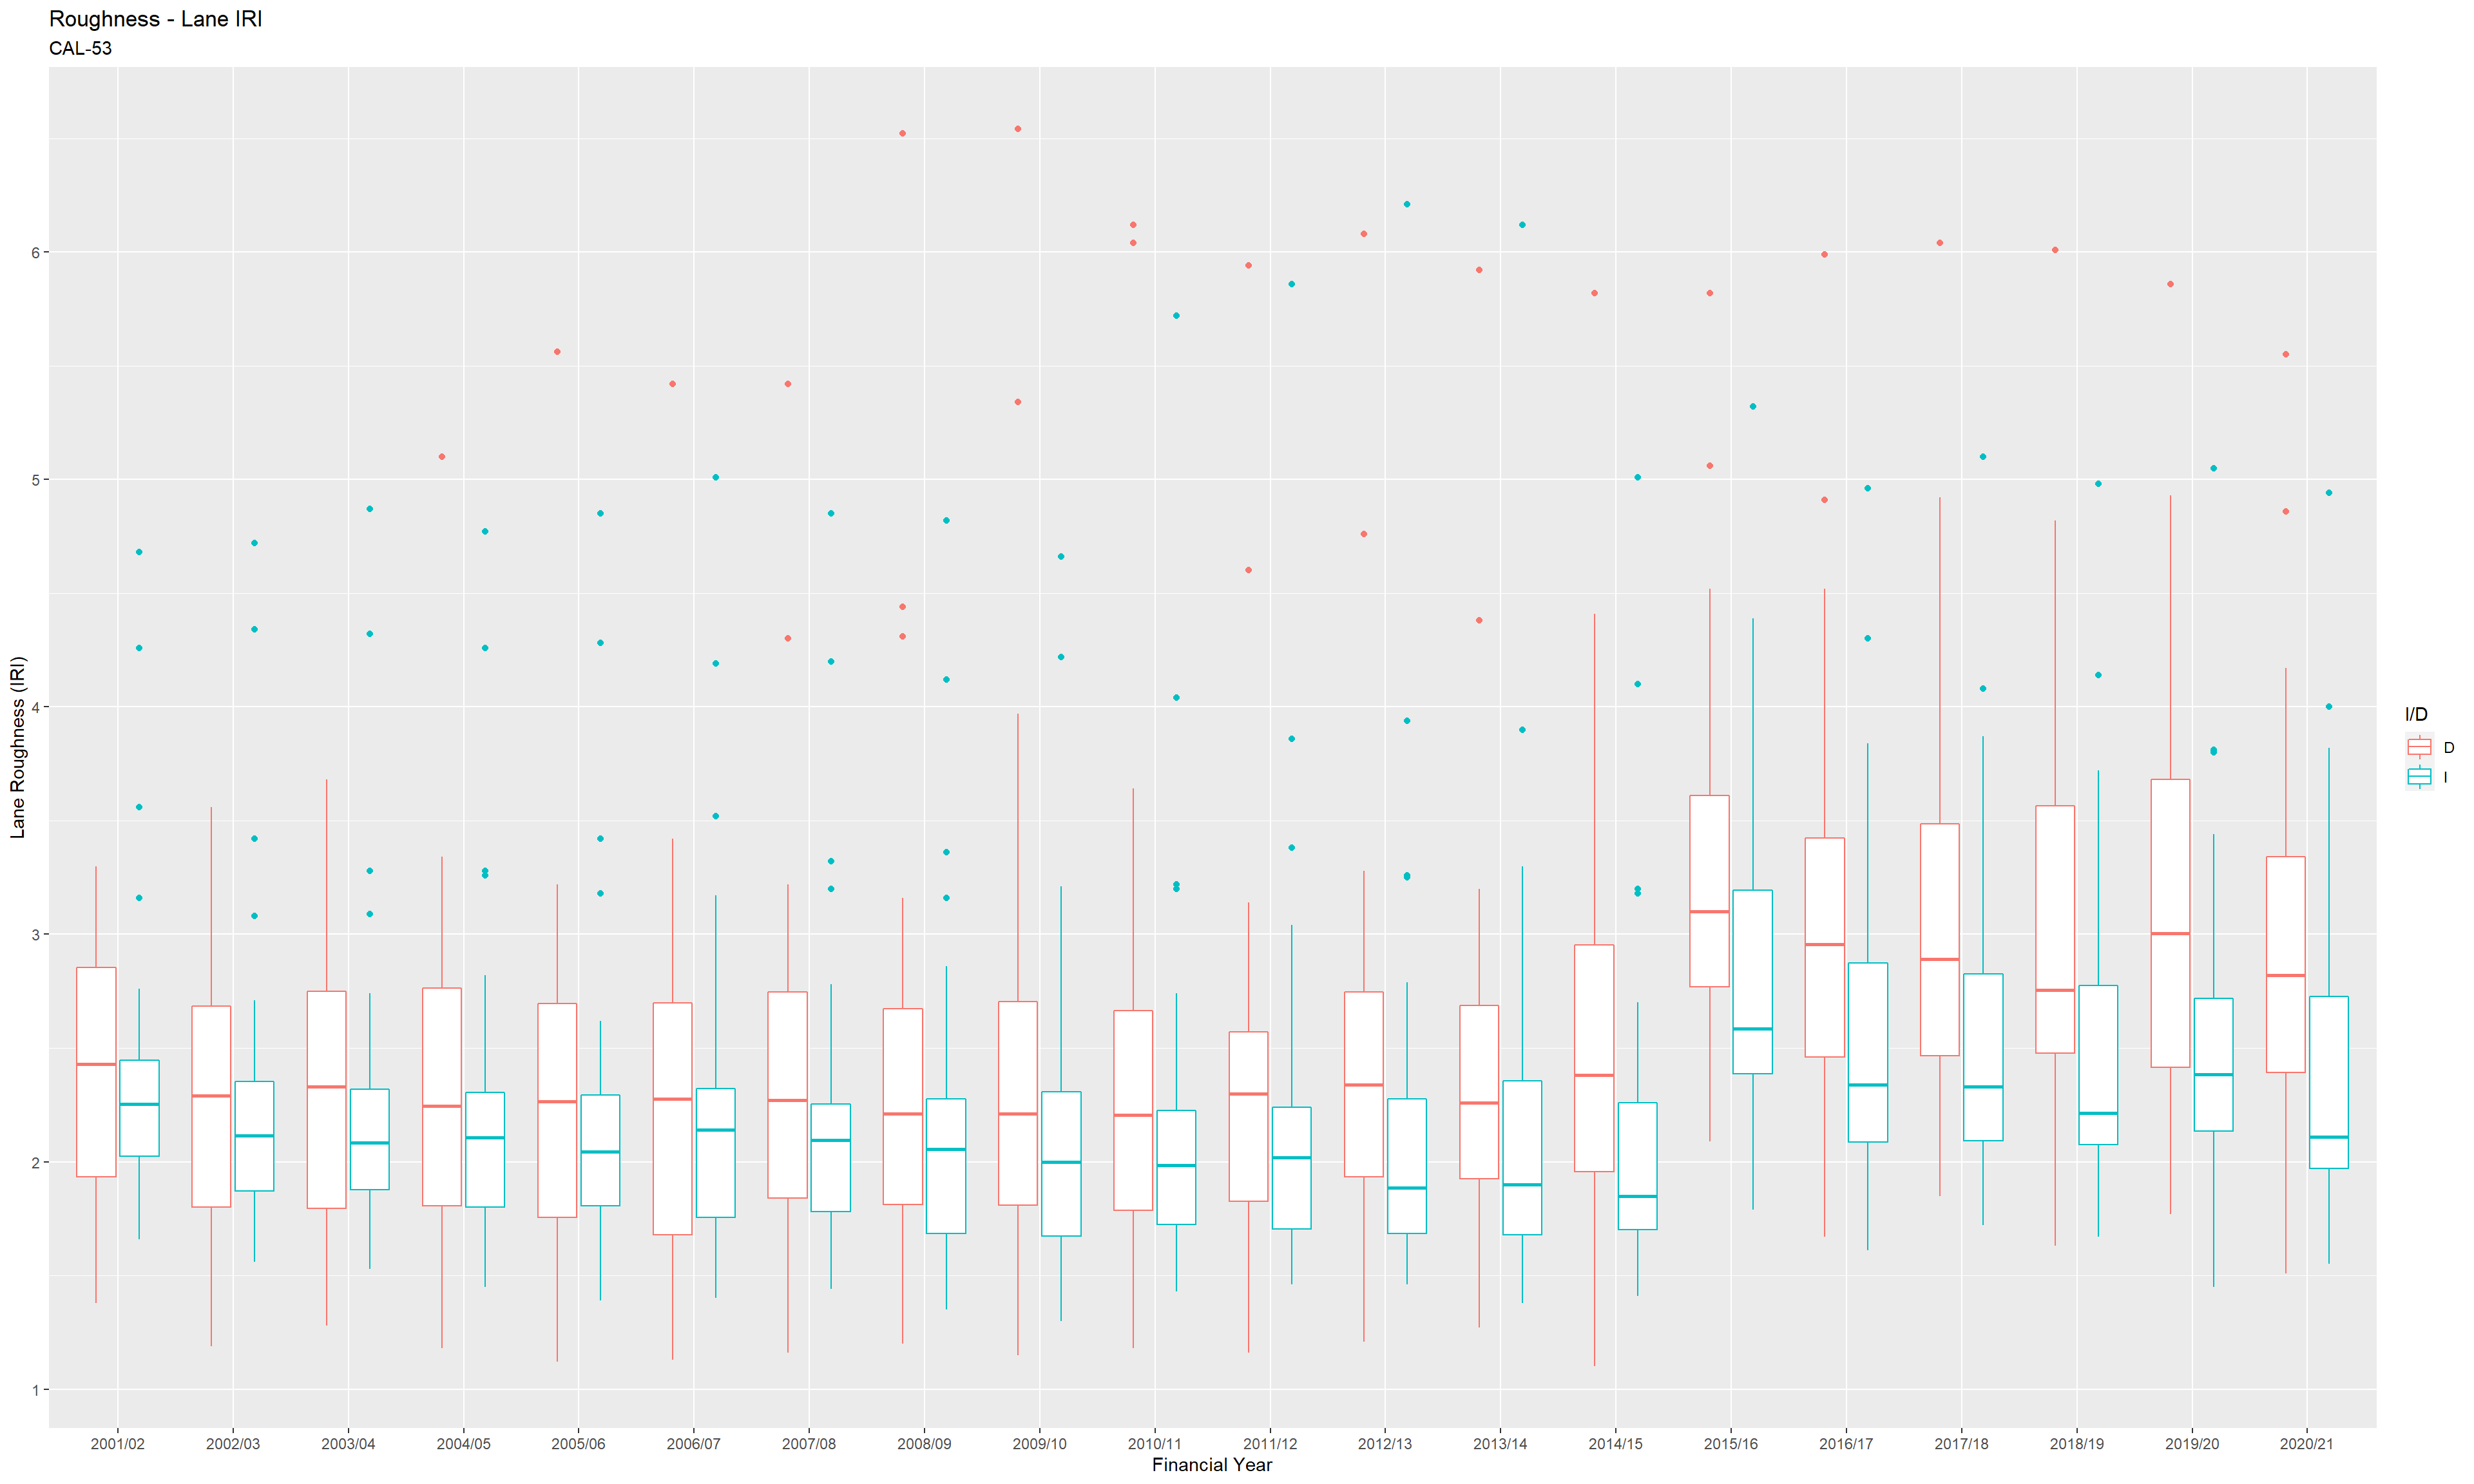 Roughness - Lane IRI
CAL-53
Lane Roughness (IRI)
6
5
4
3
2
1
2001/02 2002/03 2003/04 2004/05 2005/06 2006/07 2007/08 2008/09 2009/10 2010/11 2011/12 2012/13 2013/14 2014/15 2015/16 2016/17 2017/18 2018/19 2019/20 2020/21
Financial Year
I/D
D
I